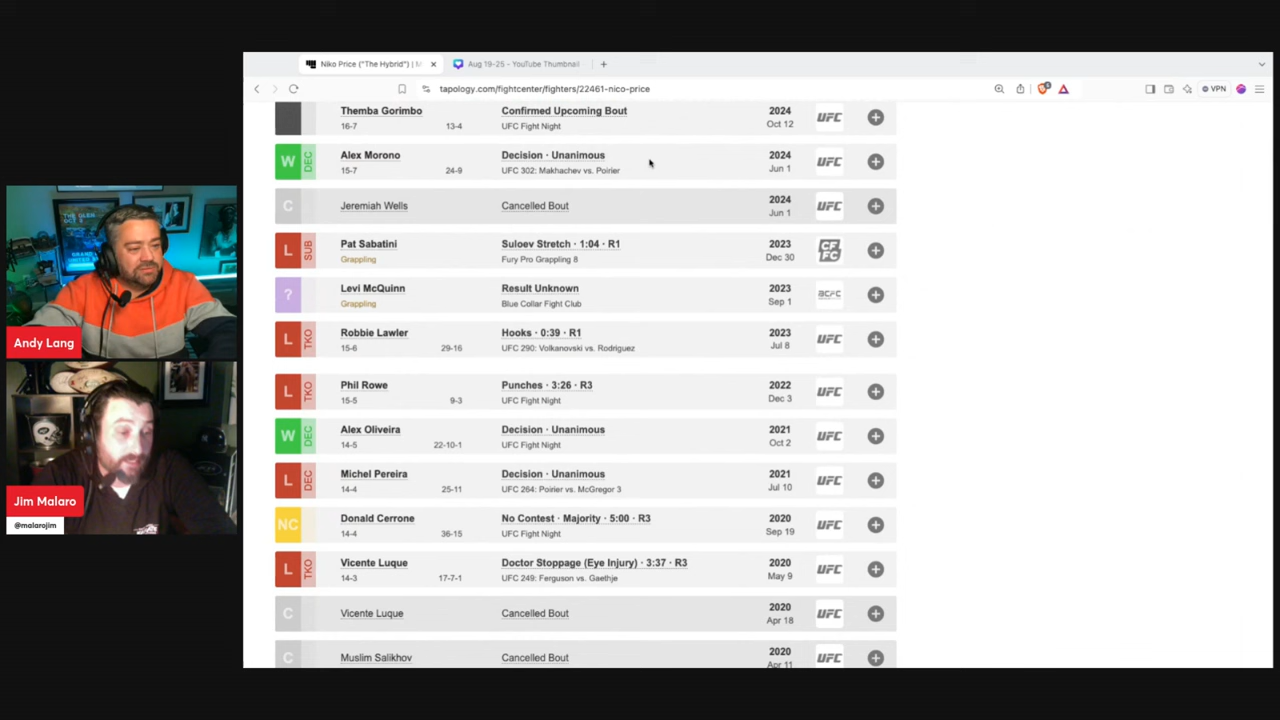 Niko Price ("The Hybrid") | M
Aug 19-25 - YouTube Thumbnail
tapology.com/fightcenter/fighters/22461-nico-price
VPN
Themba Gorimbo Confirmed Upcoming Bout 2024 UFC
16-7 13-4 UFC Fight Night Oct 12
W DEC Alex Morono Decision · Unanimous 2024 UFC
15-7 24-9 UFC 302: Makhachev vs. Poirier Jun 1
C Jeremiah Wells Cancelled Bout 2024 UFC
Jun 1
L SUB Pat Sabatini Suloev Stretch · 1:04 · R1 2023 CFFC
Grappling Fury Pro Grappling 8 Dec 30
? Levi McQuinn Result Unknown 2023 BCFC
Grappling Blue Collar Fight Club Sep 1
L TKO Robbie Lawler Hooks · 0:39 · R1 2023 UFC
15-6 29-16 UFC 290: Volkanovski vs. Rodriguez Jul 8
L TKO Phil Rowe Punches · 3:26 · R3 2022 UFC
15-5 9-3 UFC Fight Night Dec 3
W DEC Alex Oliveira Decision · Unanimous 2021 UFC
14-5 22-10-1 UFC Fight Night Oct 2
L DEC Michel Pereira Decision · Unanimous 2021 UFC
14-4 25-11 UFC 264: Poirier vs. McGregor 3 Jul 10
NC Donald Cerrone No Contest · Majority · 5:00 · R3 2020 UFC
14-4 36-15 UFC Fight Night Sep 19
L TKO Vicente Luque Doctor Stoppage (Eye Injury) · 3:37 · R3 2020 UFC
14-3 17-7-1 UFC 249: Ferguson vs. Gaethje May 9
C Vicente Luque Cancelled Bout 2020 UFC
Apr 18
C Muslim Salikhov Cancelled Bout 2020 UFC
Apr 11
Andy Lang
Jim Malaro
@malarojim